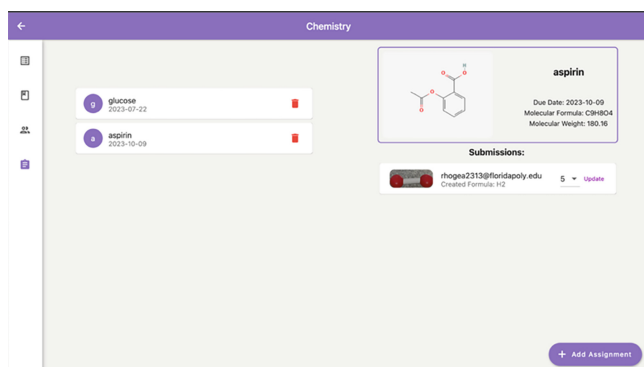 Chemistry
g
glucose
2023-07-22
a
aspirin
2023-10-09
H
O
O
O
O
aspirin
Due Date: 2023-10-09
Molecular Formula: C9H8O4
Molecular Weight: 180.16
Submissions:
rhogea2313@floridapoly.edu
Created Formula: H2
5
Update
+ Add Assignment